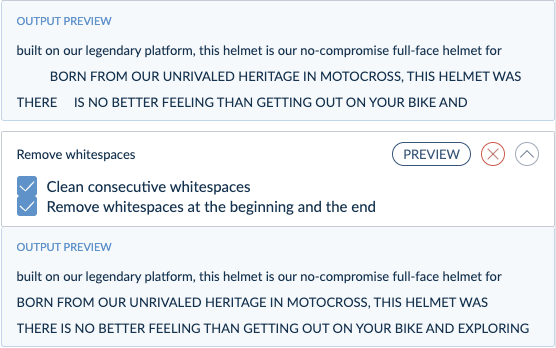 OUTPUT PREVIEW
built on our legendary platform, this helmet is our no-compromise full-face helmet for
BORN FROM OUR UNRIVALED HERITAGE IN MOTOCROSS, THIS HELMET WAS
THERE    IS NO BETTER FEELING THAN GETTING OUT ON YOUR BIKE AND
Remove whitespaces
PREVIEW
Clean consecutive whitespaces
Remove whitespaces at the beginning and the end
OUTPUT PREVIEW
built on our legendary platform, this helmet is our no-compromise full-face helmet for
BORN FROM OUR UNRIVALED HERITAGE IN MOTOCROSS, THIS HELMET WAS
THERE IS NO BETTER FEELING THAN GETTING OUT ON YOUR BIKE AND EXPLORING